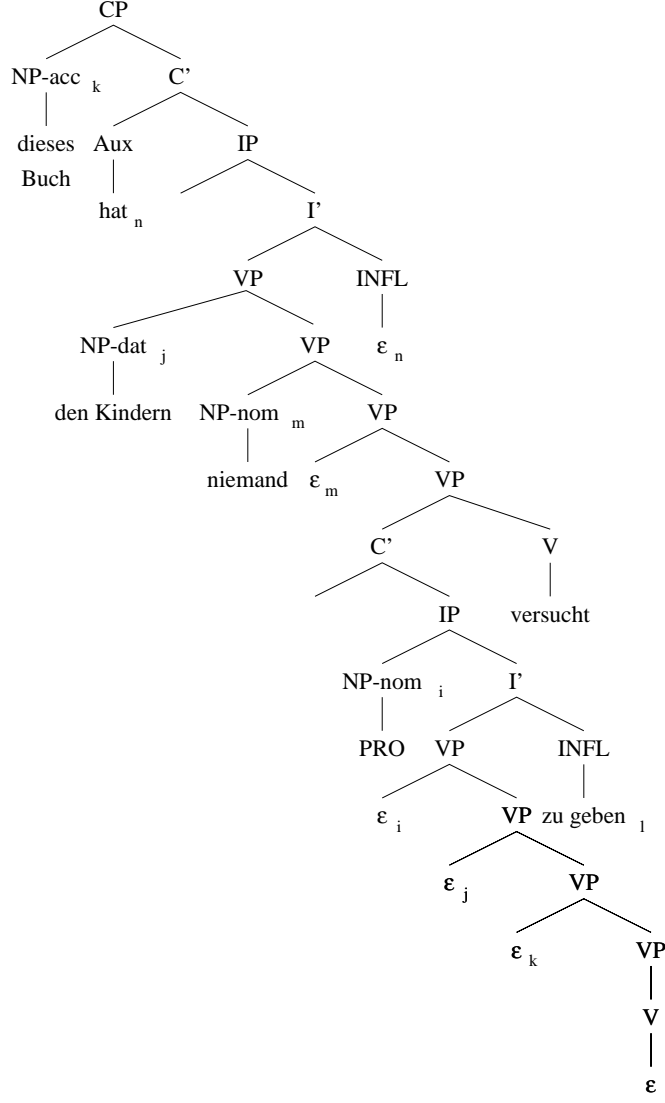 CP
NP-acc k C'
dieses Aux IP
Buch
hat n I'
VP INFL
NP-dat j VP ε n
den Kindern NP-nom m VP
niemand ε m VP
C' V
IP versucht
NP-nom i I'
PRO VP INFL
ε i VP zu geben l
ε j VP
ε k VP
V
ε